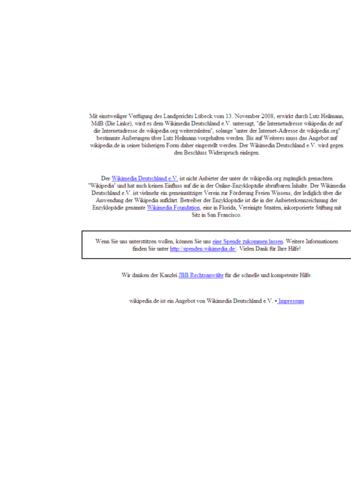 Mit einstweiliger Verfügung des Landgerichts Lübeck vom 13. November 2008, erwirkt durch Lutz Heilmann,
MdB (Die Linke), wird es dem Wikimedia Deutschland e.V. untersagt, "die Internetadresse wikipedia.de auf
die Internetadresse de.wikipedia.org weiterzuleiten", solange "unter der Internet-Adresse de.wikipedia.org"
bestimmte Äußerungen über Lutz Heilmann vorgehalten werden. Bis auf Weiteres muss das Angebot auf
wikipedia.de in seiner bisherigen Form daher eingestellt werden. Der Wikimedia Deutschland e.V. wird gegen
den Beschluss Widerspruch einlegen.
Der Wikimedia Deutschland e.V. ist nicht Anbieter der unter de.wikipedia.org zugänglich gemachten
"Wikipedia" und hat auch keinen Einfluss auf die in der Online-Enzyklopädie abrufbaren Inhalte. Der Wikimedia
Deutschland e.V. ist vielmehr ein gemeinnütziger Verein zur Förderung Freien Wissens, der lediglich über die
Anwendung der Wikipedia aufklärt. Betreiber der Enzyklopädie ist die in der Anbieterkennzeichnung der
Enzyklopädie genannte Wikimedia Foundation, eine in Florida, Vereinigte Staaten, inkorporierte Stiftung mit
Sitz in San Francisco.
Wenn Sie uns unterstützen wollen, können Sie uns eine Spende zukommen lassen. Weitere Informationen
finden Sie unter http://spenden.wikimedia.de/. Vielen Dank für Ihre Hilfe!
Wir danken der Kanzlei JBB Rechtsanwälte für die schnelle und kompetente Hilfe.
wikipedia.de ist ein Angebot von Wikimedia Deutschland e.V. • Impressum